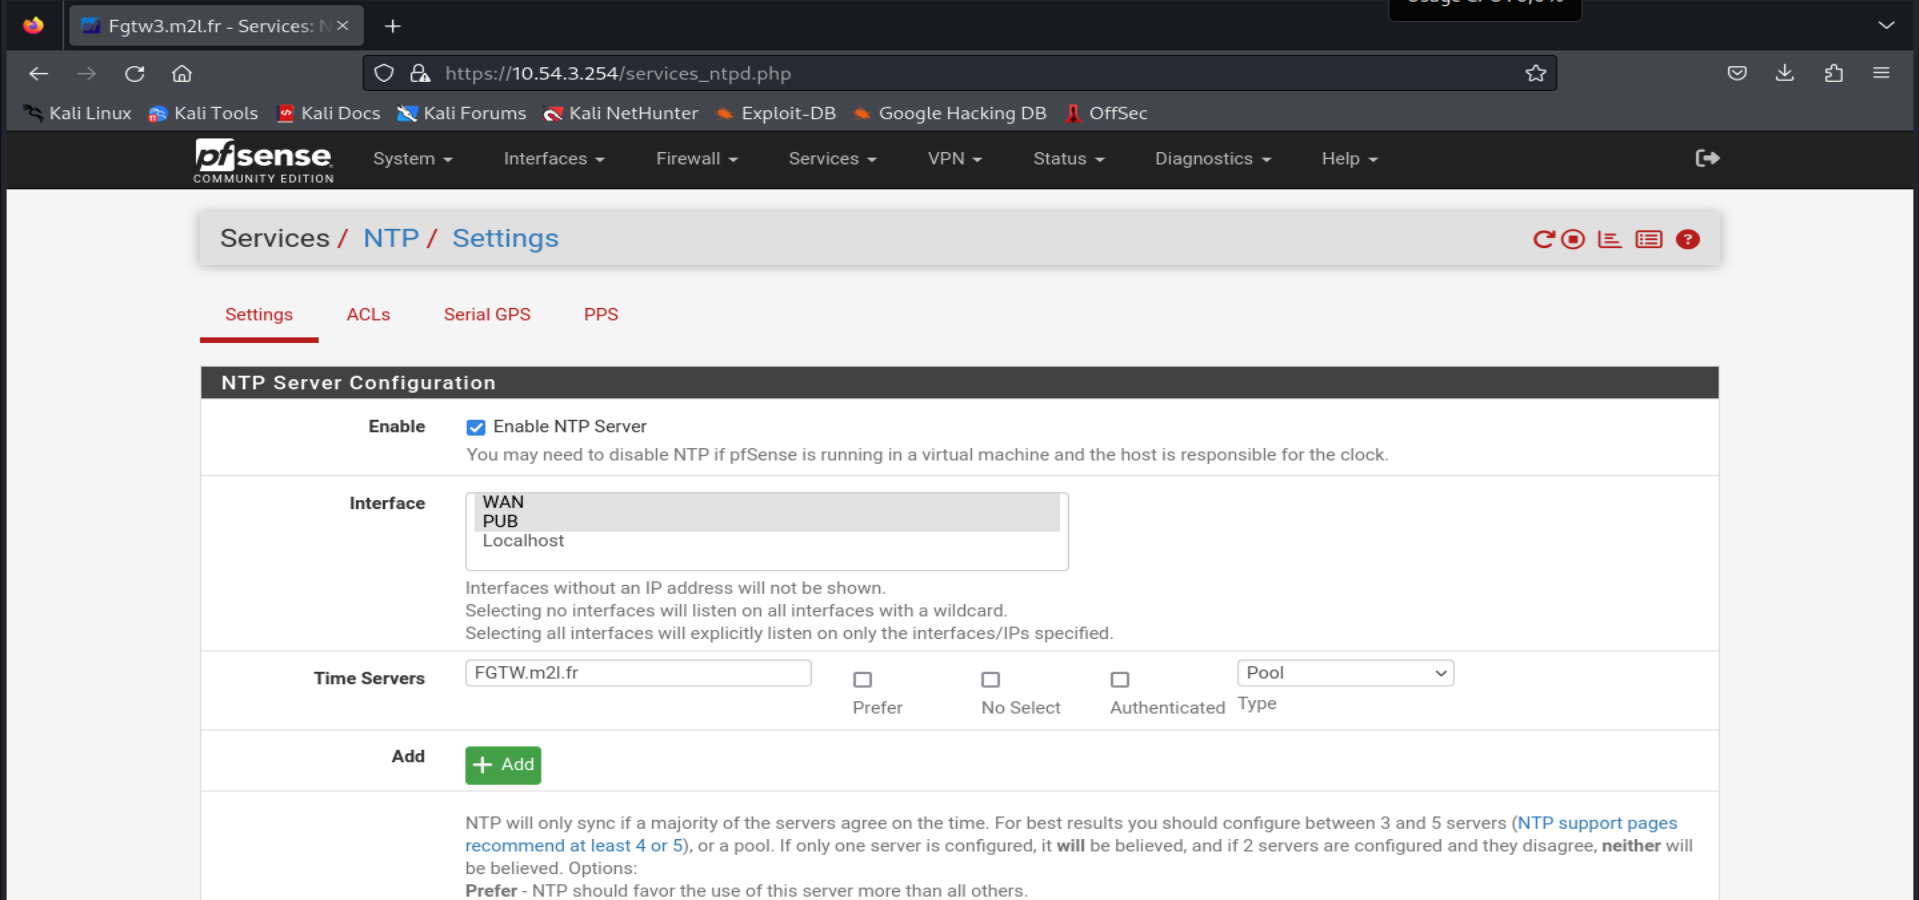 Fgtw3.m2l.fr - Services: N
https://10.54.3.254/services_ntpd.php
Kali Linux Kali Tools Kali Docs Kali Forums Kali NetHunter Exploit-DB Google Hacking DB OffSec
pfsense COMMUNITY EDITION
System Interfaces Firewall Services VPN Status Diagnostics Help
Services / NTP / Settings
Settings ACLs Serial GPS PPS
NTP Server Configuration
Enable Enable NTP Server
You may need to disable NTP if pfSense is running in a virtual machine and the host is responsible for the clock.
Interface
WAN
PUB
Localhost
Interfaces without an IP address will not be shown.
Selecting no interfaces will listen on all interfaces with a wildcard.
Selecting all interfaces will explicitly listen on only the interfaces/IPs specified.
Time Servers FGTW.m2l.fr Pool
Prefer No Select Authenticated Type
Add + Add
NTP will only sync if a majority of the servers agree on the time. For best results you should configure between 3 and 5 servers (NTP support pages
recommend at least 4 or 5), or a pool. If only one server is configured, it will be believed, and if 2 servers are configured and they disagree, neither will
be believed. Options:
Prefer - NTP should favor the use of this server more than all others.